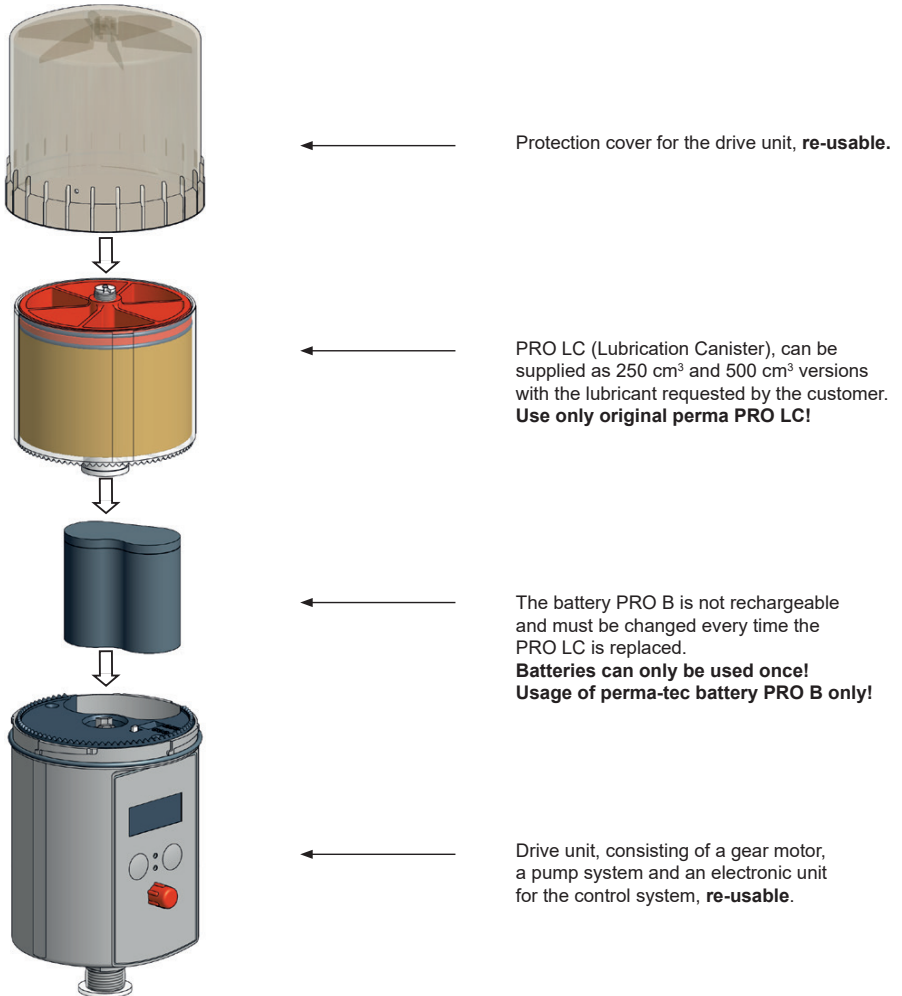 Protection cover for the drive unit, re-usable.
PRO LC (Lubrication Canister), can be
supplied as 250 cm³ and 500 cm³ versions
with the lubricant requested by the customer.
Use only original perma PRO LC!
The battery PRO B is not rechargeable
and must be changed every time the
PRO LC is replaced.
Batteries can only be used once!
Usage of perma-tec battery PRO B only!
Drive unit, consisting of a gear motor,
a pump system and an electronic unit
for the control system, re-usable.